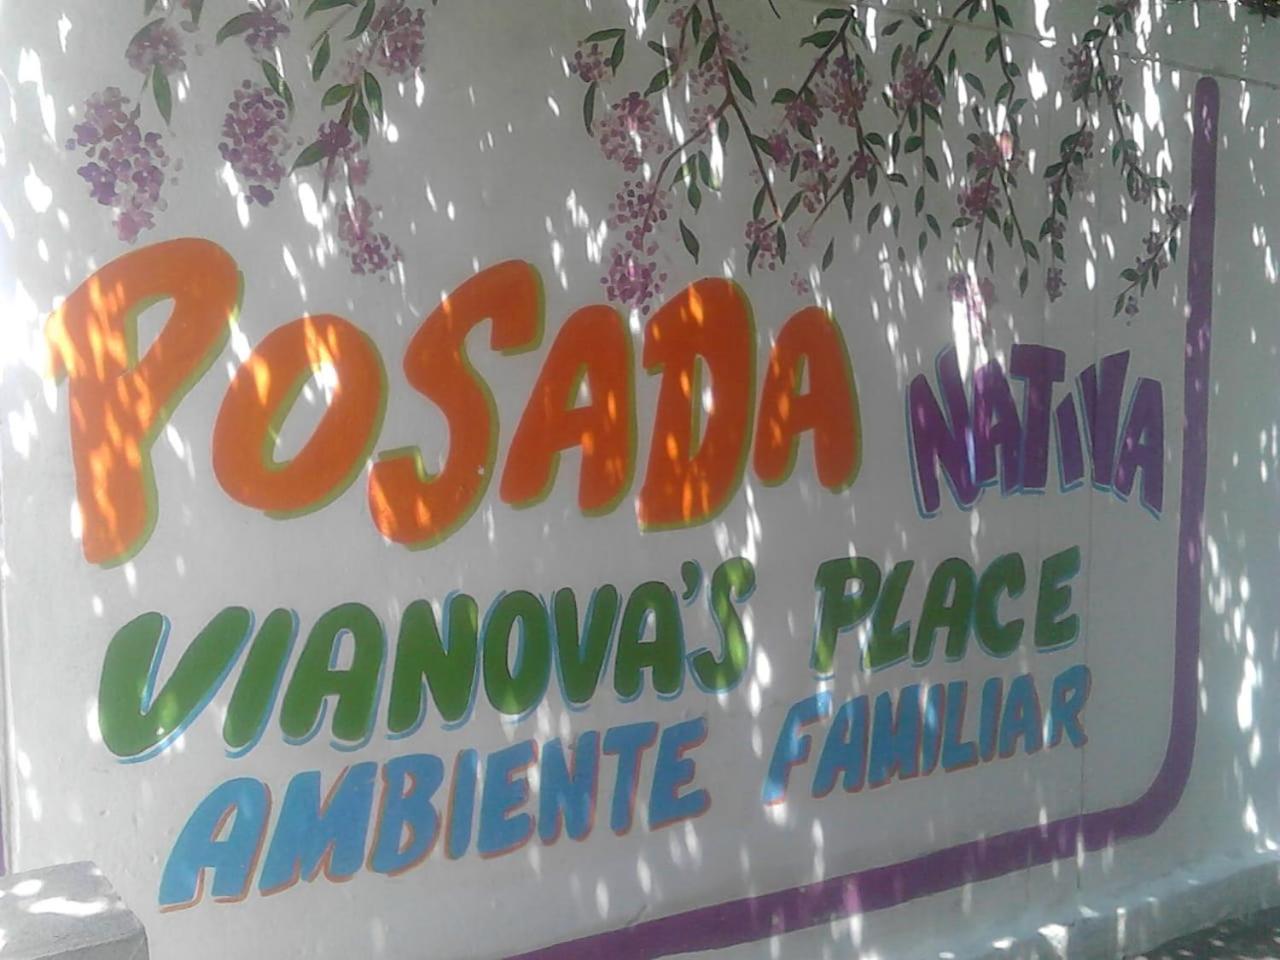 POSADA NATIVA
VIANOVA'S PLACE
AMBIENTE FAMILIAR